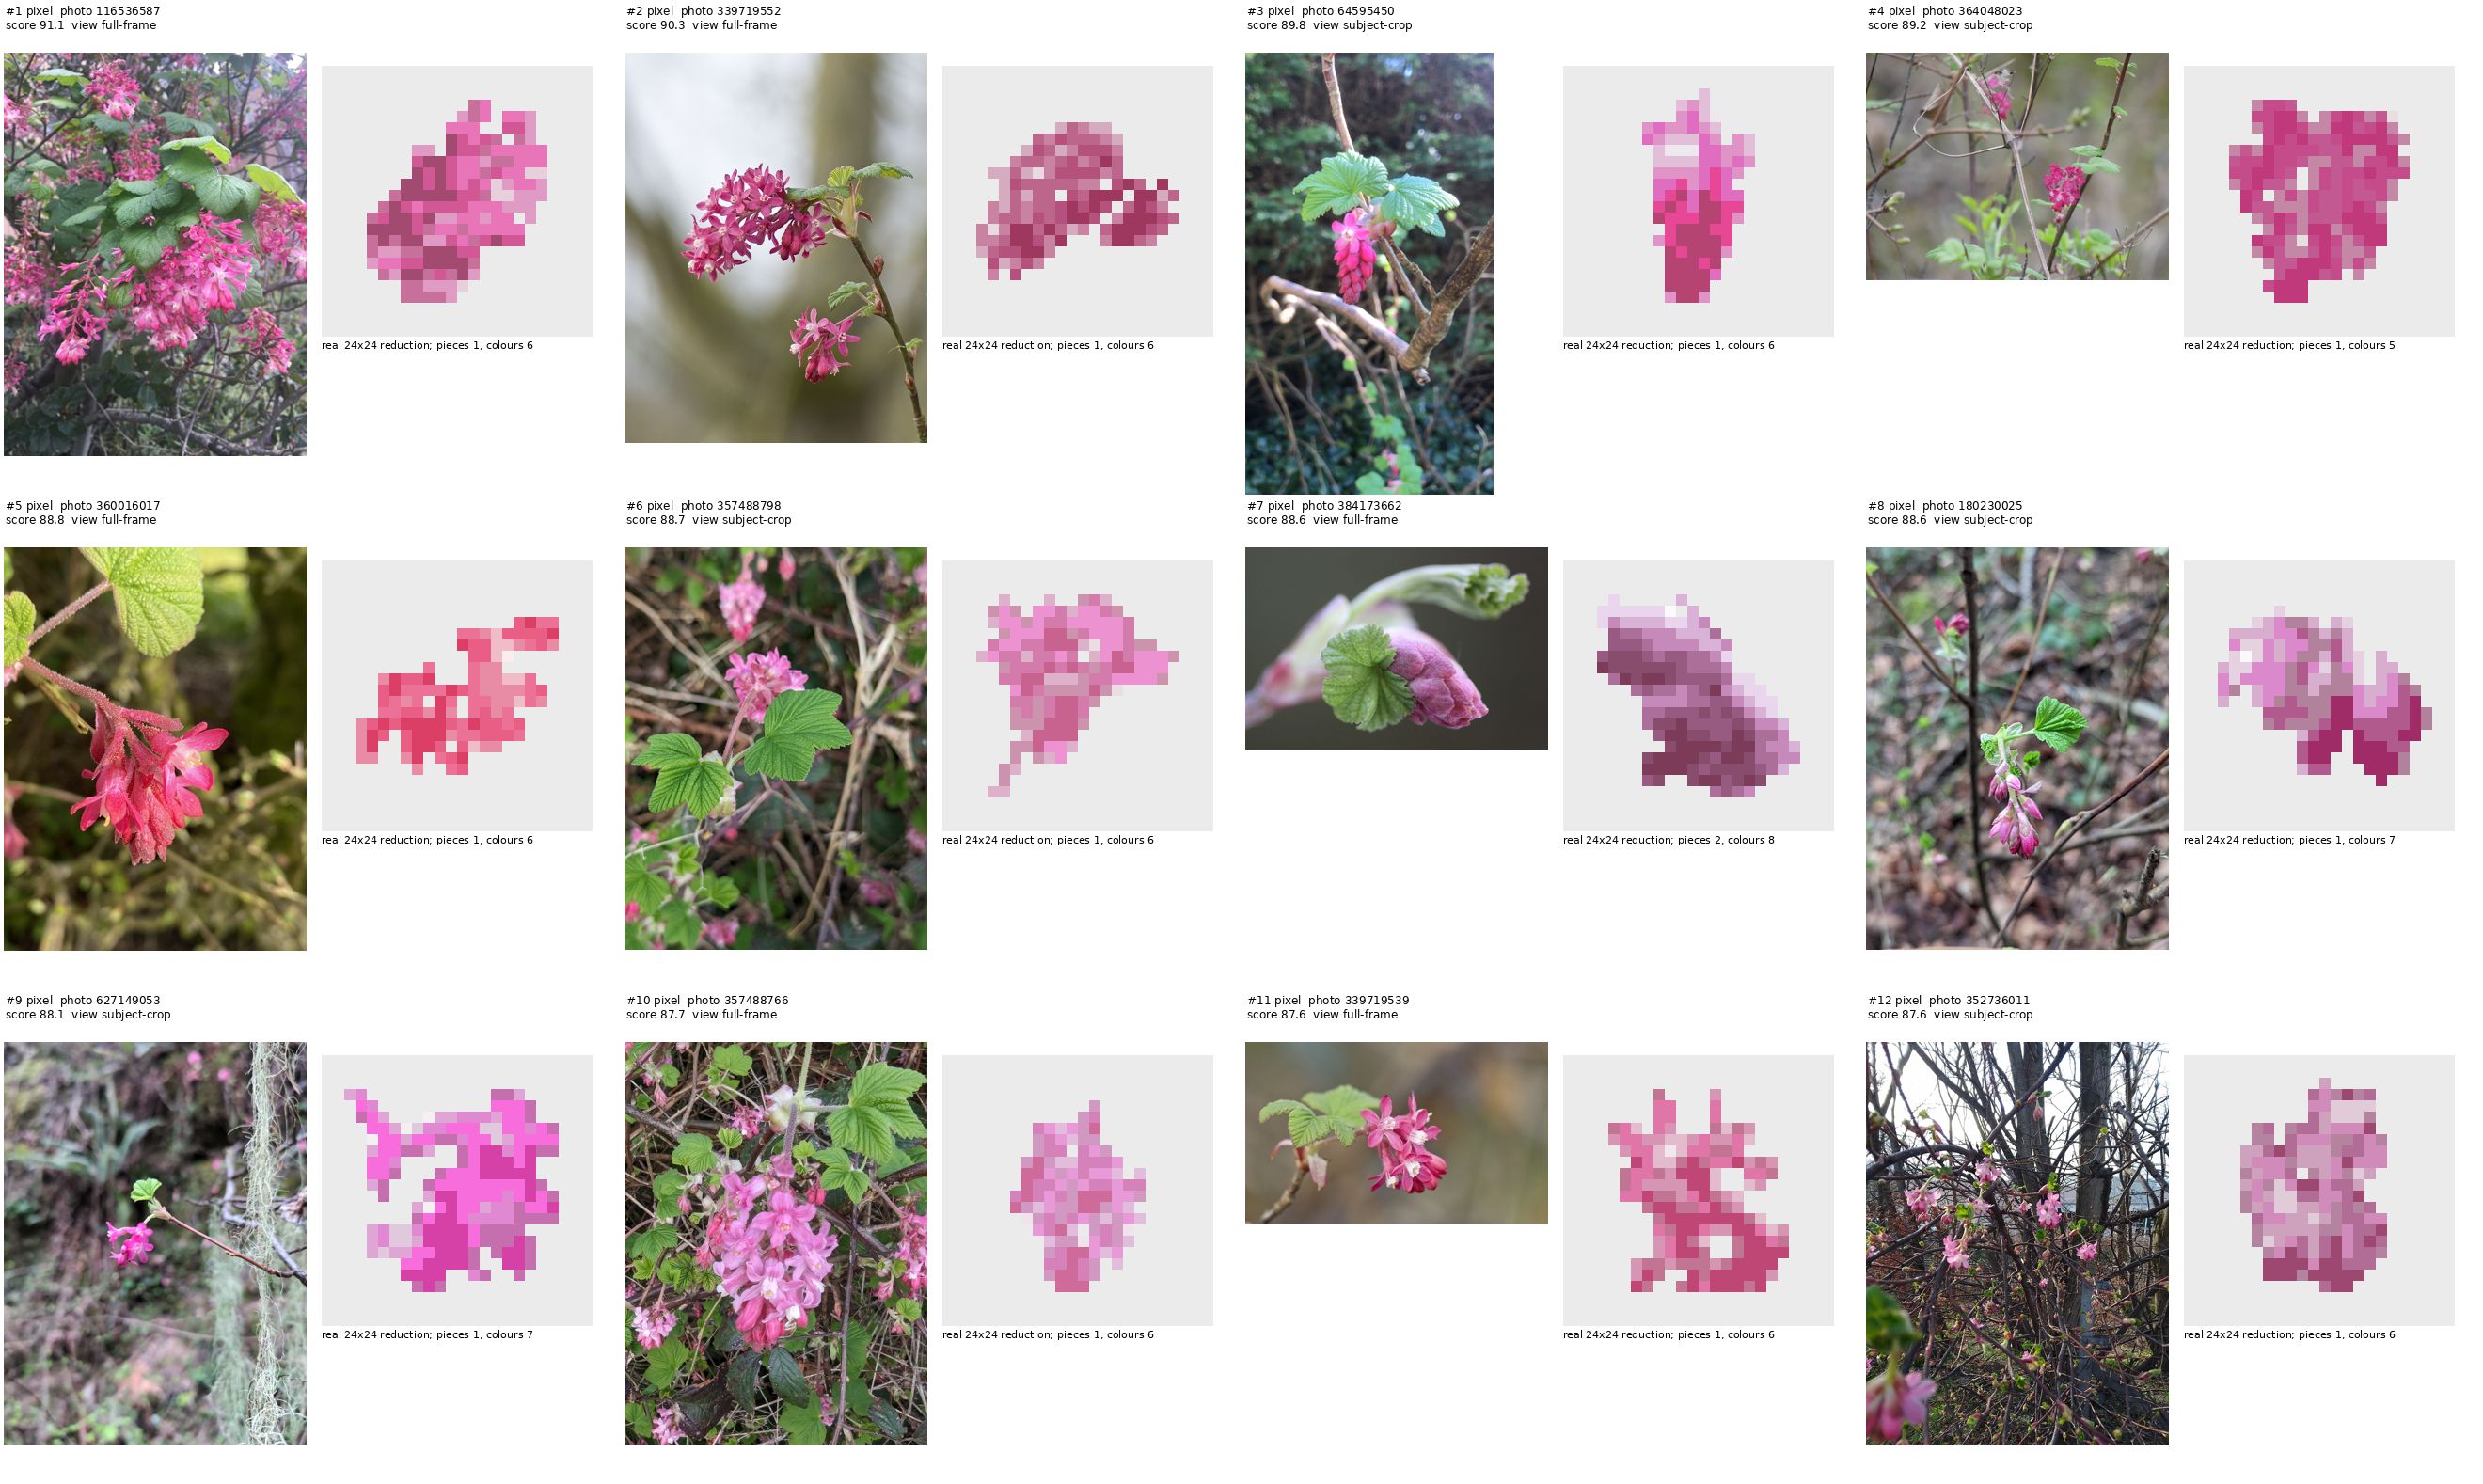 #1 pixel  photo 116536587
score 91.1  view full-frame
real 24x24 reduction; pieces 1, colours 6
#2 pixel  photo 339719552
score 90.3  view full-frame
real 24x24 reduction; pieces 1, colours 6
#3 pixel  photo 64595450
score 89.8  view subject-crop
real 24x24 reduction; pieces 1, colours 6
#4 pixel  photo 364048023
score 89.2  view subject-crop
real 24x24 reduction; pieces 1, colours 5
#5 pixel  photo 360016017
score 88.8  view full-frame
real 24x24 reduction; pieces 1, colours 6
#6 pixel  photo 357488798
score 88.7  view subject-crop
real 24x24 reduction; pieces 1, colours 6
#7 pixel  photo 384173662
score 88.6  view full-frame
real 24x24 reduction; pieces 2, colours 8
#8 pixel  photo 180230025
score 88.6  view subject-crop
real 24x24 reduction; pieces 1, colours 7
#9 pixel  photo 627149053
score 88.1  view subject-crop
real 24x24 reduction; pieces 1, colours 7
#10 pixel  photo 357488766
score 87.7  view full-frame
real 24x24 reduction; pieces 1, colours 6
#11 pixel  photo 339719539
score 87.6  view full-frame
real 24x24 reduction; pieces 1, colours 6
#12 pixel  photo 352736011
score 87.6  view subject-crop
real 24x24 reduction; pieces 1, colours 6